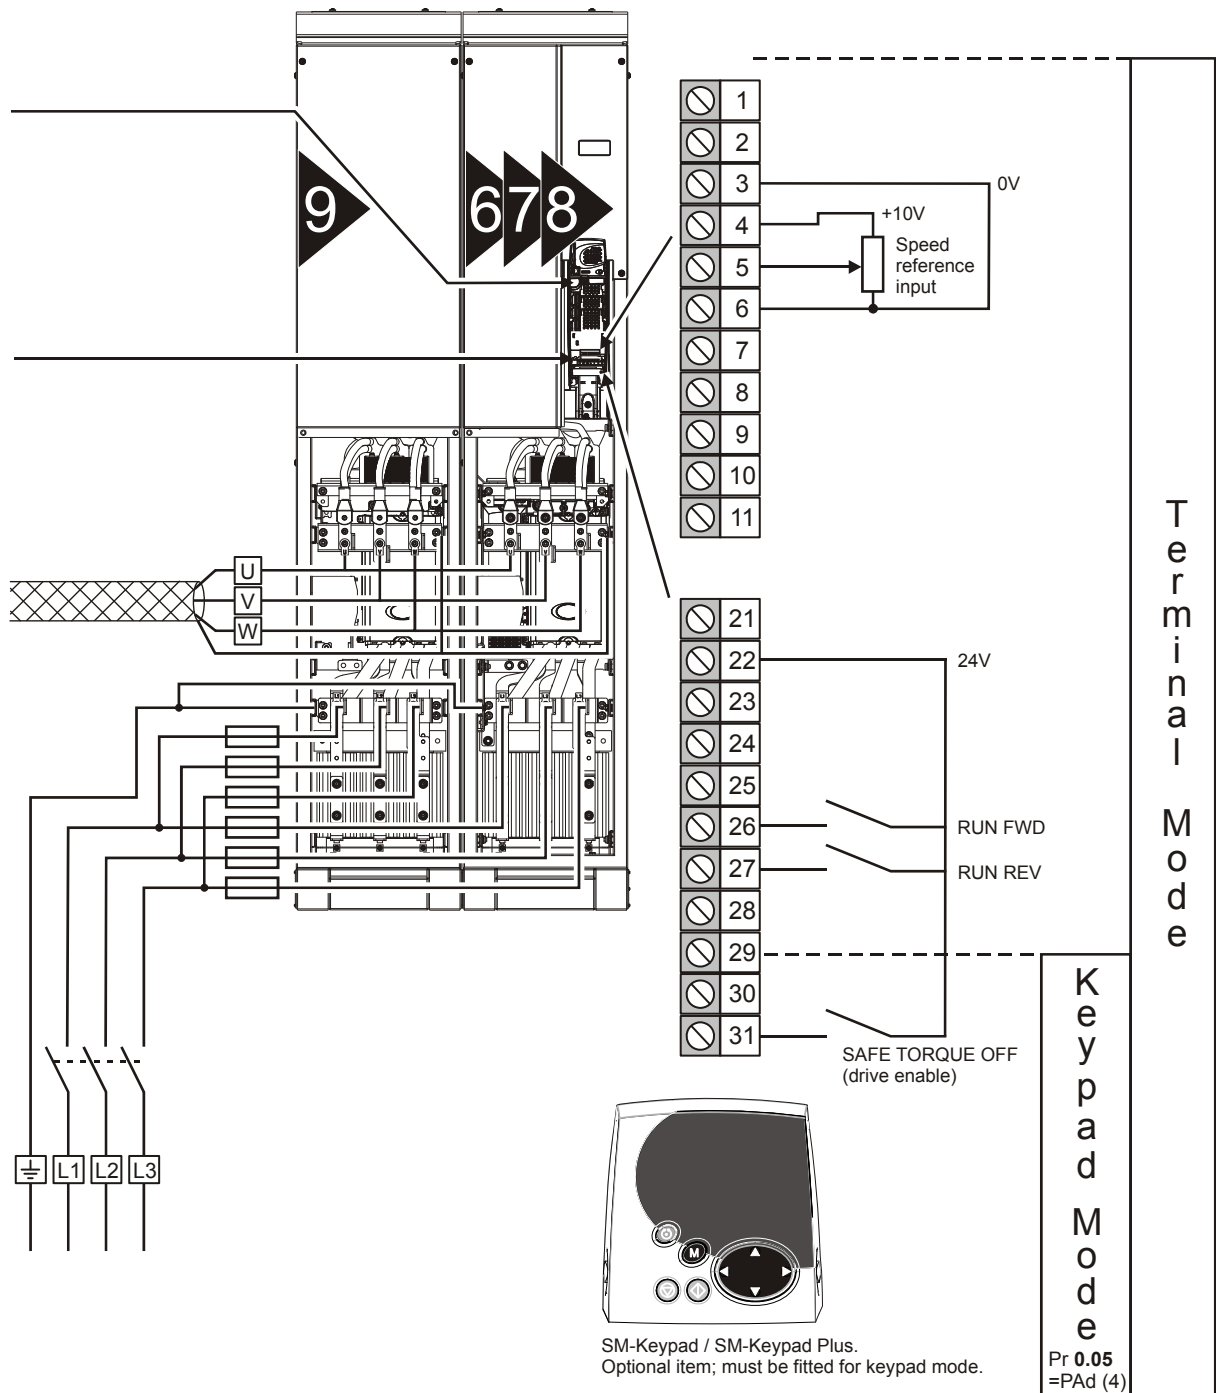 9
6
7
8
1
2
3
4
5
6
7
8
9
10
11
0V
+10V
Speed
reference
input
U
V
W
21
22
23
24
25
26
27
28
29
30
31
24V
RUN FWD
RUN REV
SAFE TORQUE OFF
(drive enable)
L1
L2
L3
M
SM-Keypad / SM-Keypad Plus.
Optional item; must be fitted for keypad mode.
Keypad Mode
Pr 0.05
=PAd (4)
Terminal Mode